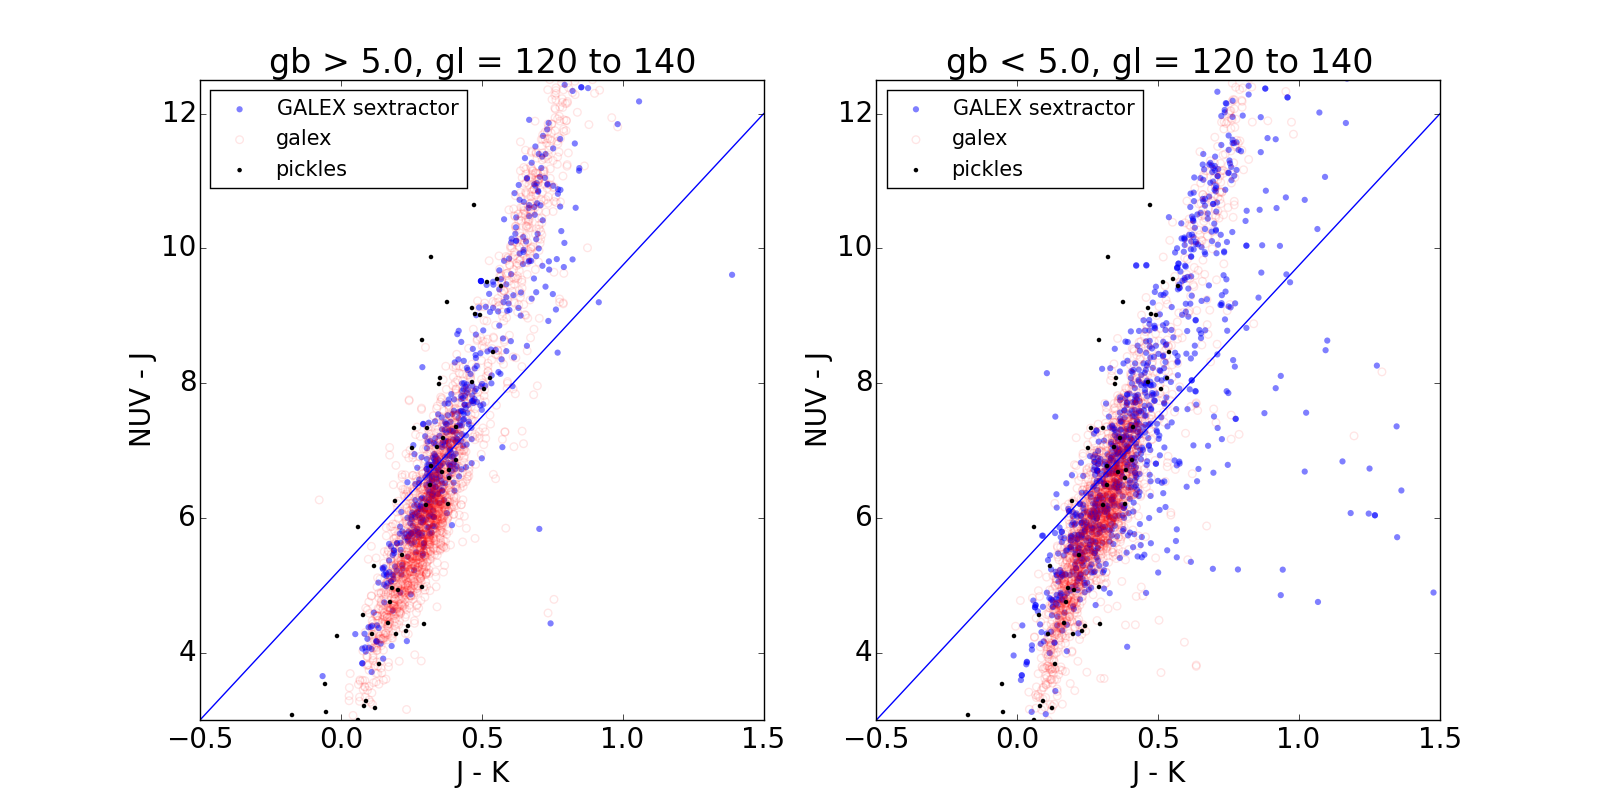 gb > 5.0, gl = 120 to 140
GALEX sextractor
galex
pickles
12
10
8
6
4
NUV - J
−0.5 0.0 0.5 1.0 1.5
J - K
gb < 5.0, gl = 120 to 140
GALEX sextractor
galex
pickles
12
10
8
6
4
NUV - J
−0.5 0.0 0.5 1.0 1.5
J - K